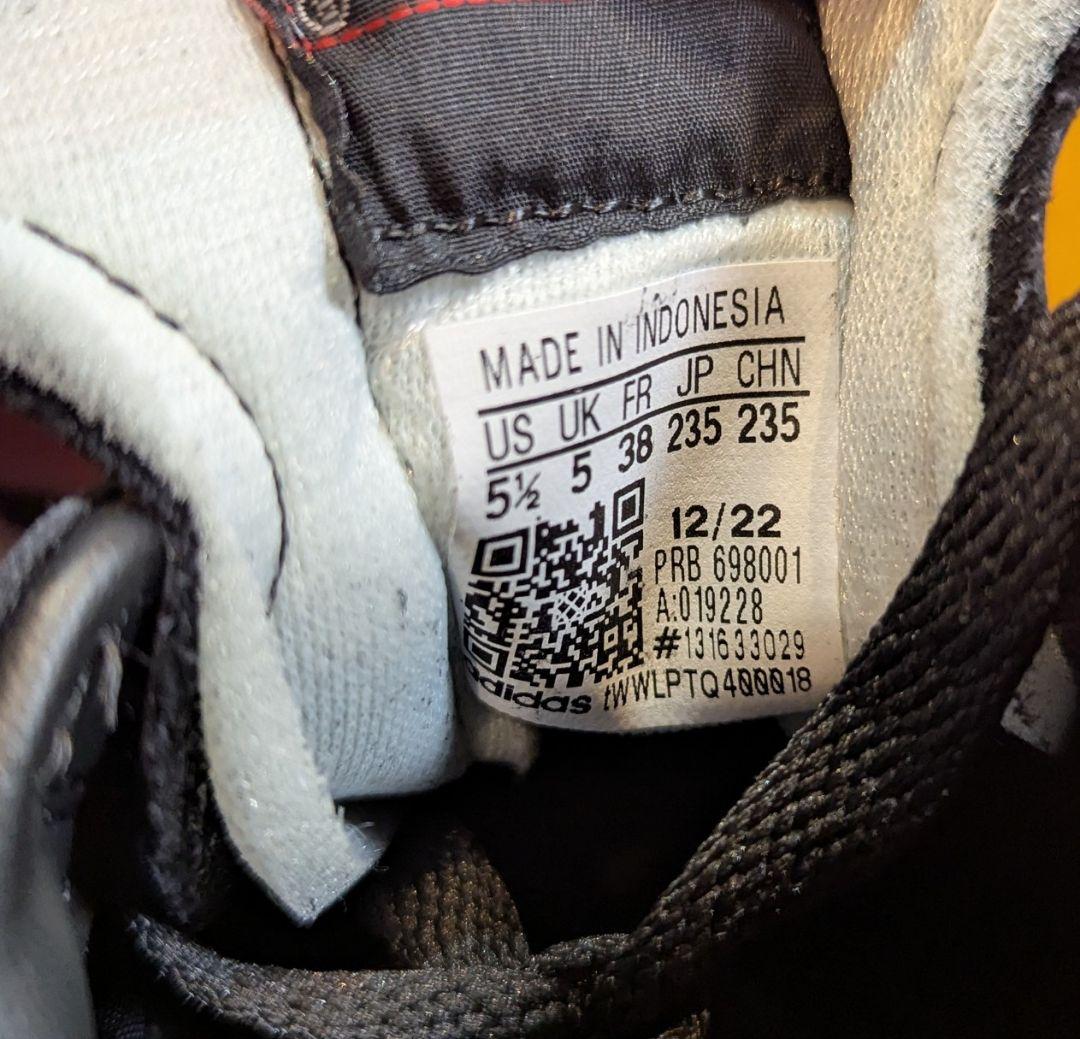 MADE IN INDONESIA
US UK FR JP CHN
5½ 5 38 235 235
12/22
PRB 698001
A:019228
#131633029
adidas tWWLPTQ400018